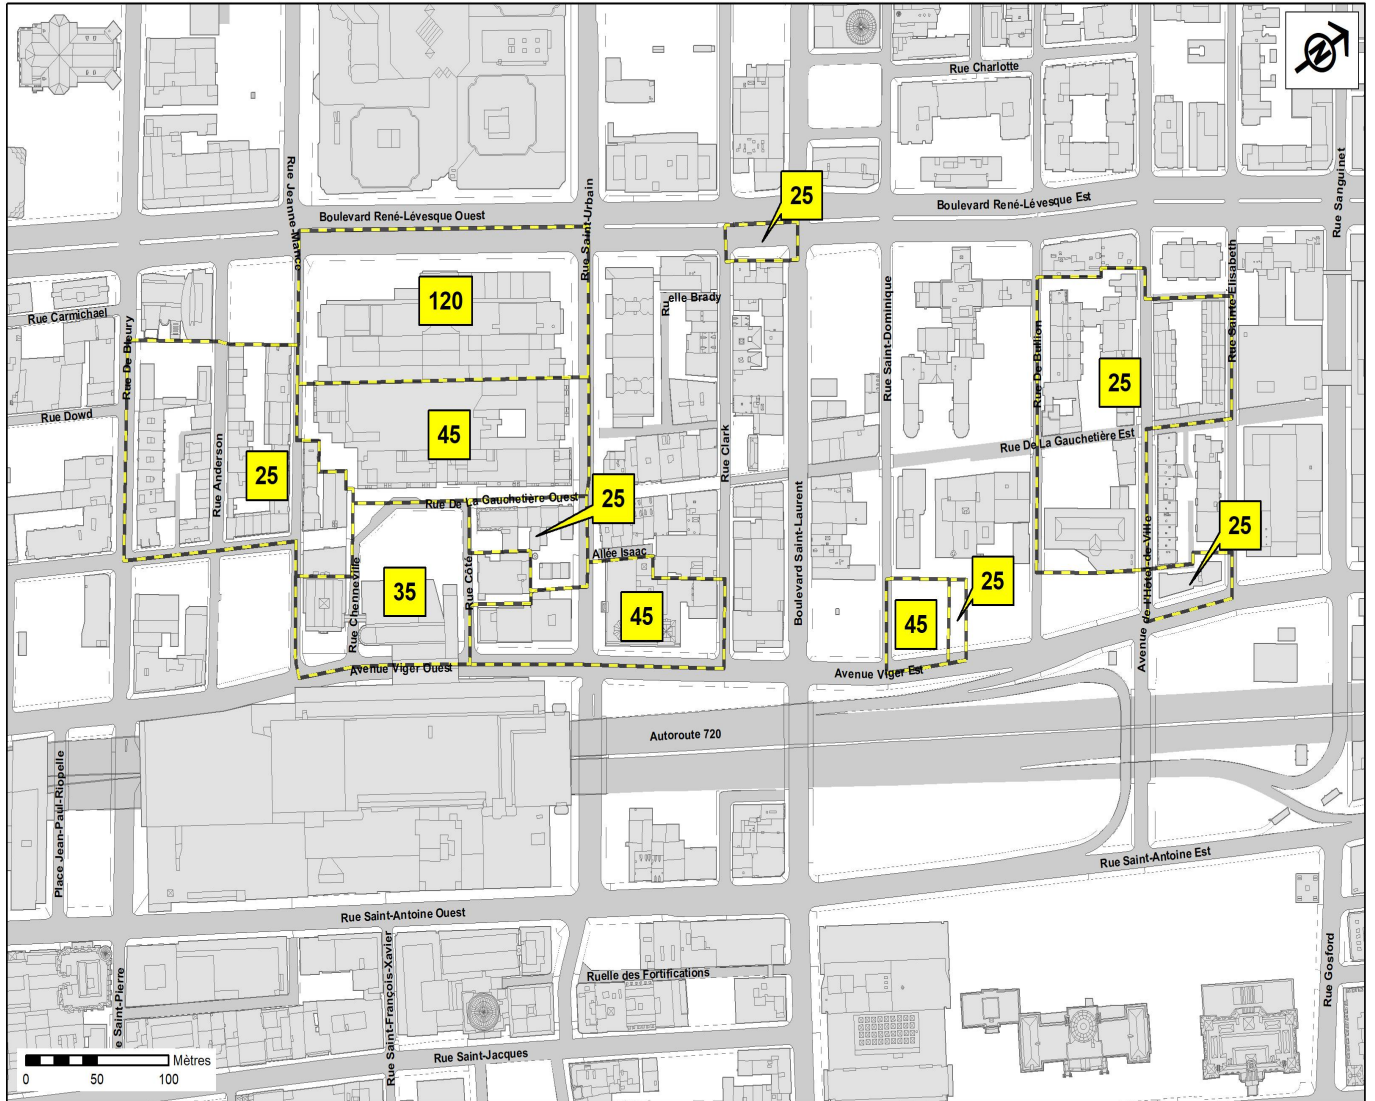 N
Rue Charlotte
Rue Jeanne Mance
Rue Saint-Urbain
Rue Sanguinet
25
Boulevard René-Lévesque Ouest
Boulevard René-Lévesque Est
Rue Sainte-Élisabeth
Rue Saint-Dominique
120
Ruelle Brady
Rue Carmichael
Rue De Bleury
Rue De Bullion
25
Rue Dowd
45
Rue Anderson
25
Rue Clark
Rue De La Gauchetière Est
Rue De La Gauchetière Ouest
25
25
Avenue de l'Hôtel-de-Ville
Allée Isaac
Boulevard Saint-Laurent
Rue Côté
Rue Chenneville
35
45
45
25
Avenue Viger Ouest
Avenue Viger Est
Autoroute 720
Place Jean-Paul-Riopelle
Rue Saint-Antoine Est
Rue Saint-Antoine Ouest
Rue Saint-François-Xavier
e Saint-Pierre
Ruelle des Fortifications
Rue Gosford
Rue Saint-Jacques
Mètres
0 50 100